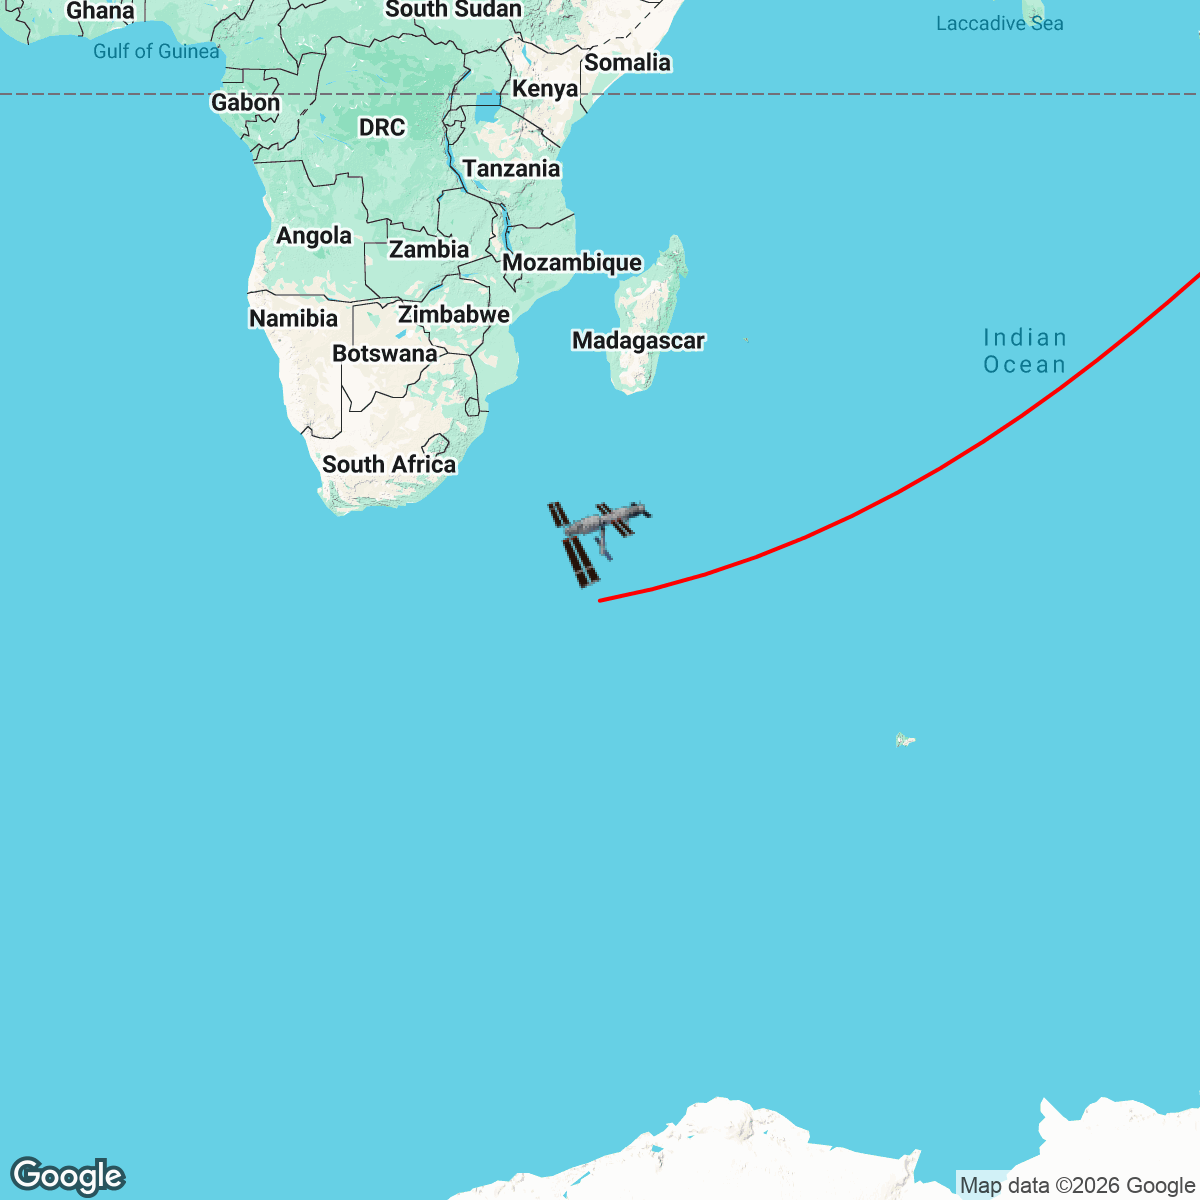 Ghana
South Sudan
Laccadive Sea
Gulf of Guinea
Somalia
Kenya
Gabon
DRC
Tanzania
Angola
Zambia
Mozambique
Namibia
Zimbabwe
Botswana
Madagascar
Indian
Ocean
South Africa
Google
Map data ©2026 Google